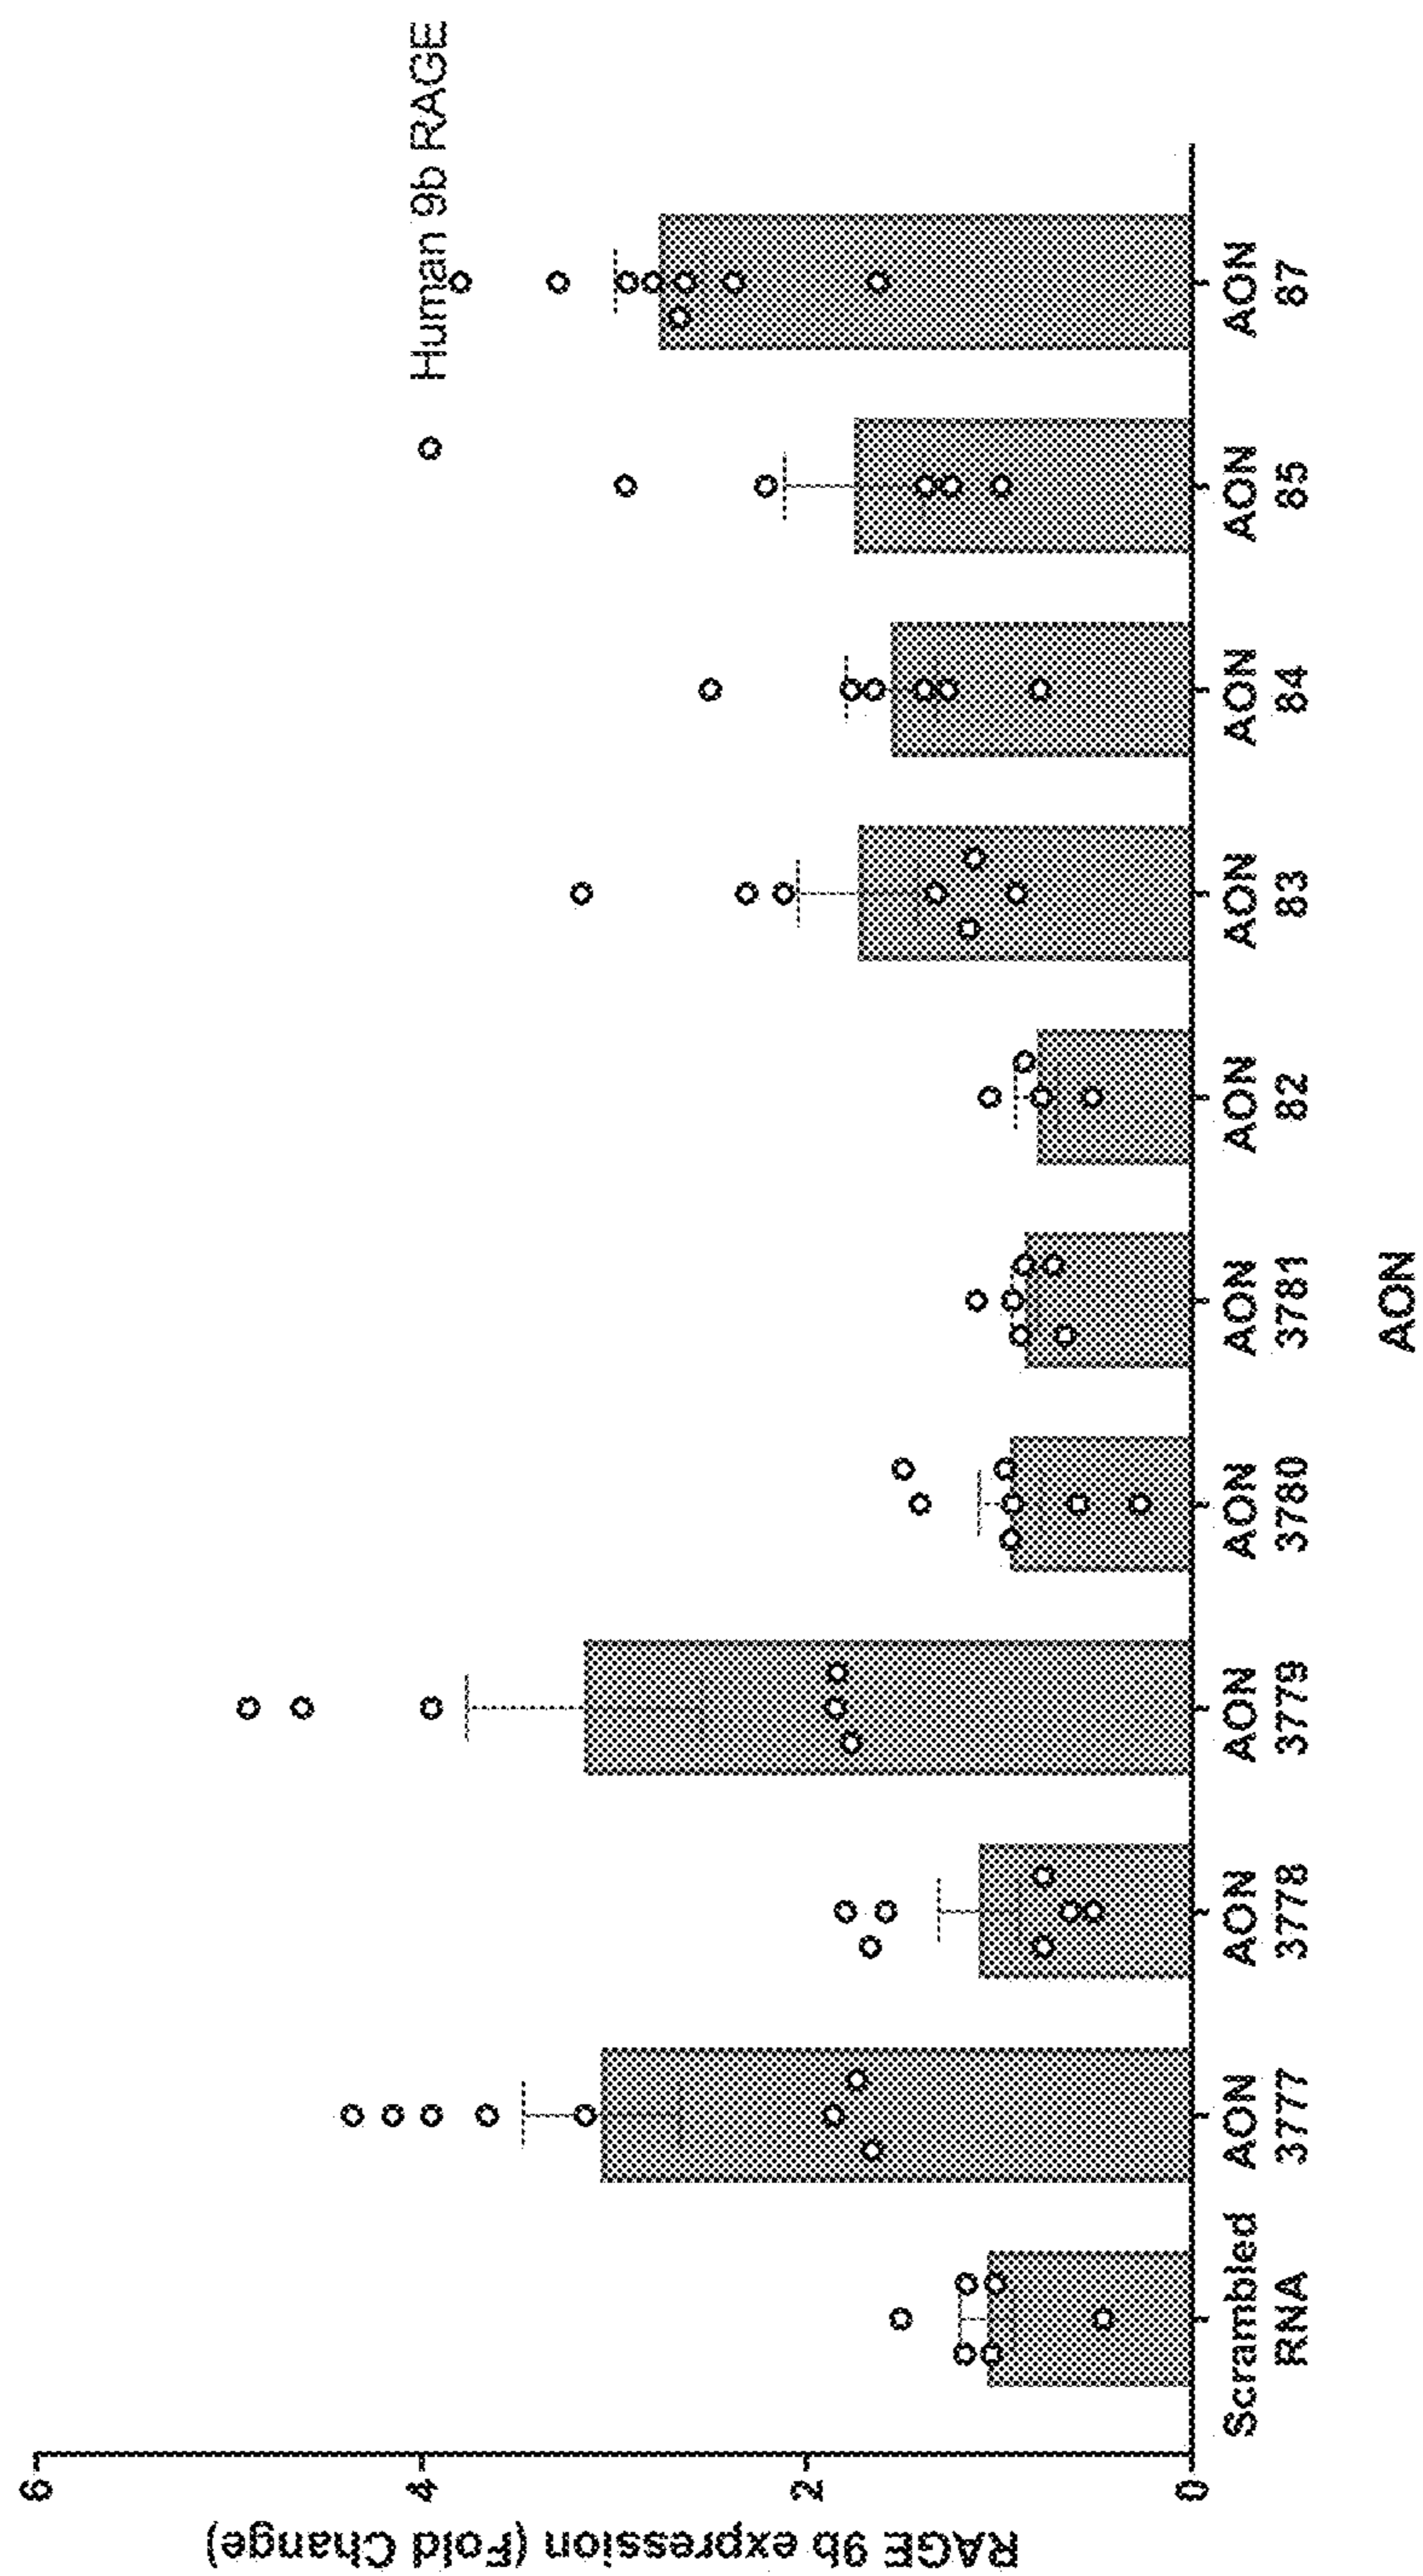 Human 9b RAGE
RAGE 9b expression (Fold Change)
6
4
2
0
Scrambled RNA
AON 3777
AON 3778
AON 3779
AON 3780
AON 3781
AON 82
AON 83
AON 84
AON 85
AON 87
AON